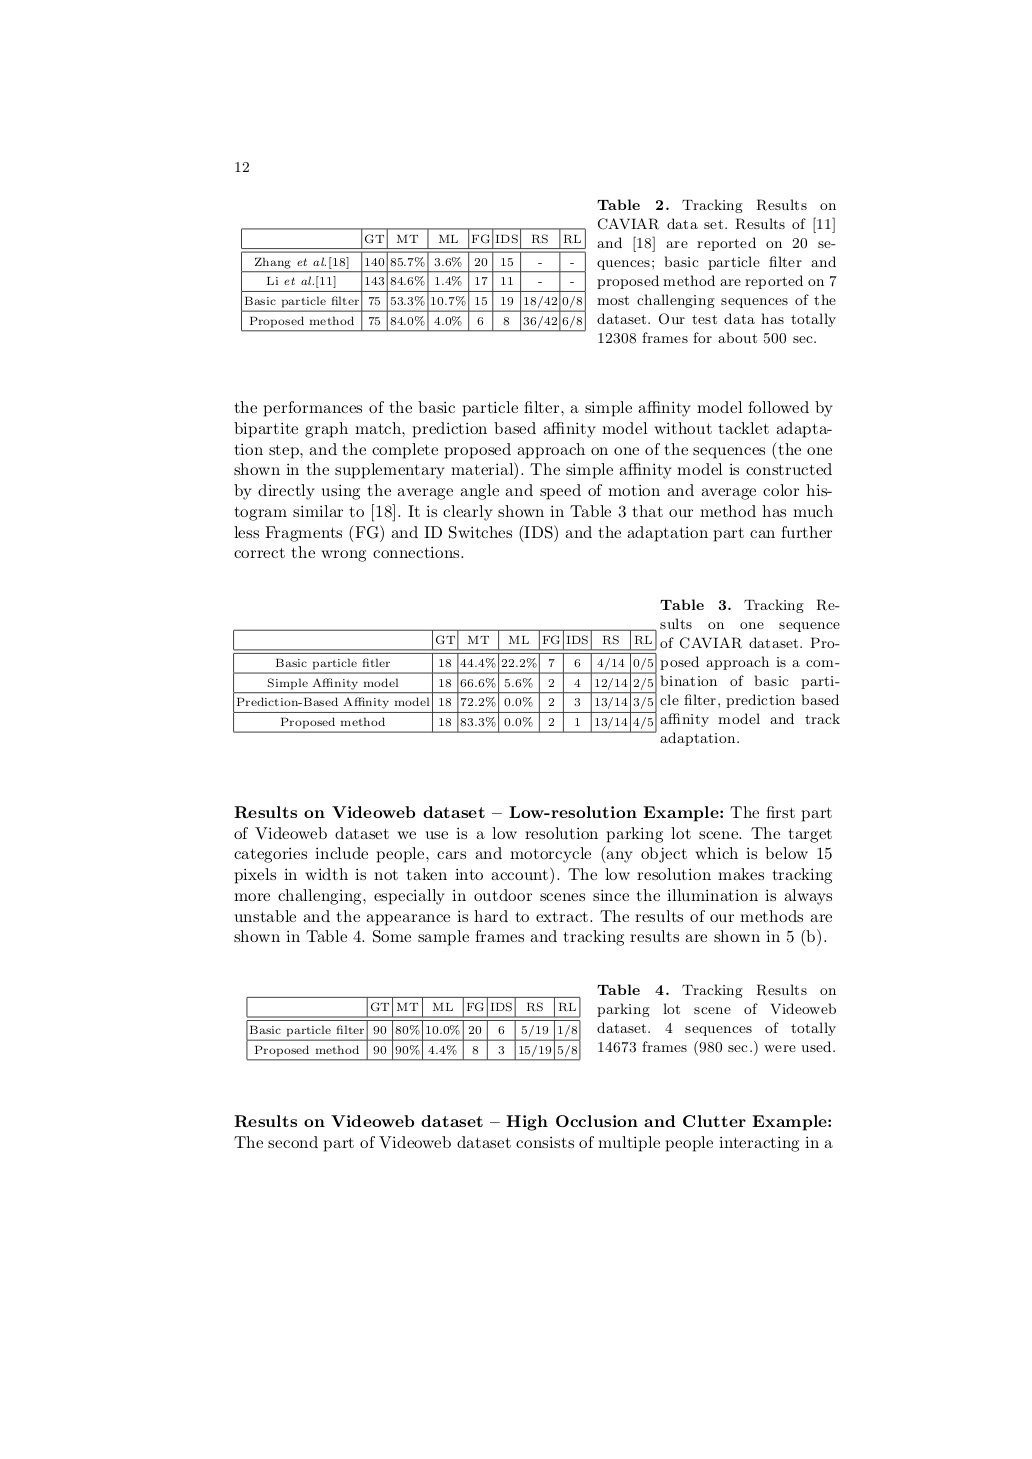 12
GT MT ML FG IDS RS RL
Zhang et al.[18] 140 85.7% 3.6% 20 15 - -
Li et al.[11] 143 84.6% 1.4% 17 11 - -
Basic particle filter 75 53.3% 10.7% 15 19 18/42 0/8
Proposed method 75 84.0% 4.0% 6 8 36/42 6/8
Table 2. Tracking Results on
CAVIAR data set. Results of [11]
and [18] are reported on 20 se-
quences; basic particle filter and
proposed method are reported on 7
most challenging sequences of the
dataset. Our test data has totally
12308 frames for about 500 sec.
the performances of the basic particle filter, a simple affinity model followed by
bipartite graph match, prediction based affinity model without tacklet adapta-
tion step, and the complete proposed approach on one of the sequences (the one
shown in the supplementary material). The simple affinity model is constructed
by directly using the average angle and speed of motion and average color his-
togram similar to [18]. It is clearly shown in Table 3 that our method has much
less Fragments (FG) and ID Switches (IDS) and the adaptation part can further
correct the wrong connections.
GT MT ML FG IDS RS RL
Basic particle fitler 18 44.4% 22.2% 7 6 4/14 0/5
Simple Affinity model 18 66.6% 5.6% 2 4 12/14 2/5
Prediction-Based Affinity model 18 72.2% 0.0% 2 3 13/14 3/5
Proposed method 18 83.3% 0.0% 2 1 13/14 4/5
Table 3. Tracking Re-
sults on one sequence
of CAVIAR dataset. Pro-
posed approach is a com-
bination of basic parti-
cle filter, prediction based
affinity model and track
adaptation.
Results on Videoweb dataset – Low-resolution Example: The first part
of Videoweb dataset we use is a low resolution parking lot scene. The target
categories include people, cars and motorcycle (any object which is below 15
pixels in width is not taken into account). The low resolution makes tracking
more challenging, especially in outdoor scenes since the illumination is always
unstable and the appearance is hard to extract. The results of our methods are
shown in Table 4. Some sample frames and tracking results are shown in 5 (b).
GT MT ML FG IDS RS RL
Basic particle filter 90 80% 10.0% 20 6 5/19 1/8
Proposed method 90 90% 4.4% 8 3 15/19 5/8
Table 4. Tracking Results on
parking lot scene of Videoweb
dataset. 4 sequences of totally
14673 frames (980 sec.) were used.
Results on Videoweb dataset – High Occlusion and Clutter Example:
The second part of Videoweb dataset consists of multiple people interacting in a